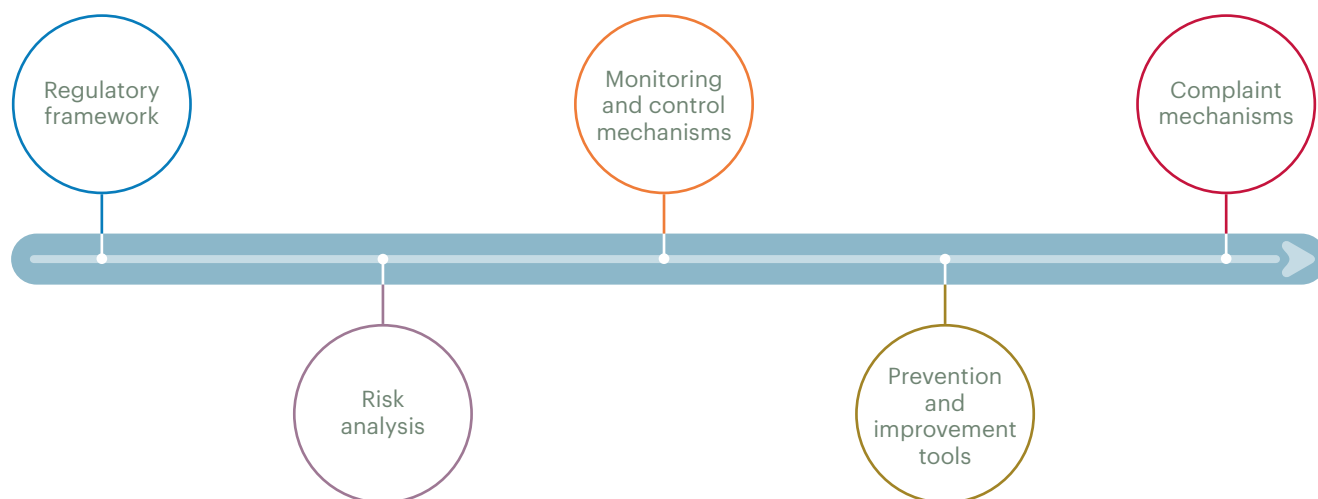 Regulatory
framework
Risk
analysis
Monitoring
and control
mechanisms
Prevention
and
improvement
tools
Complaint
mechanisms